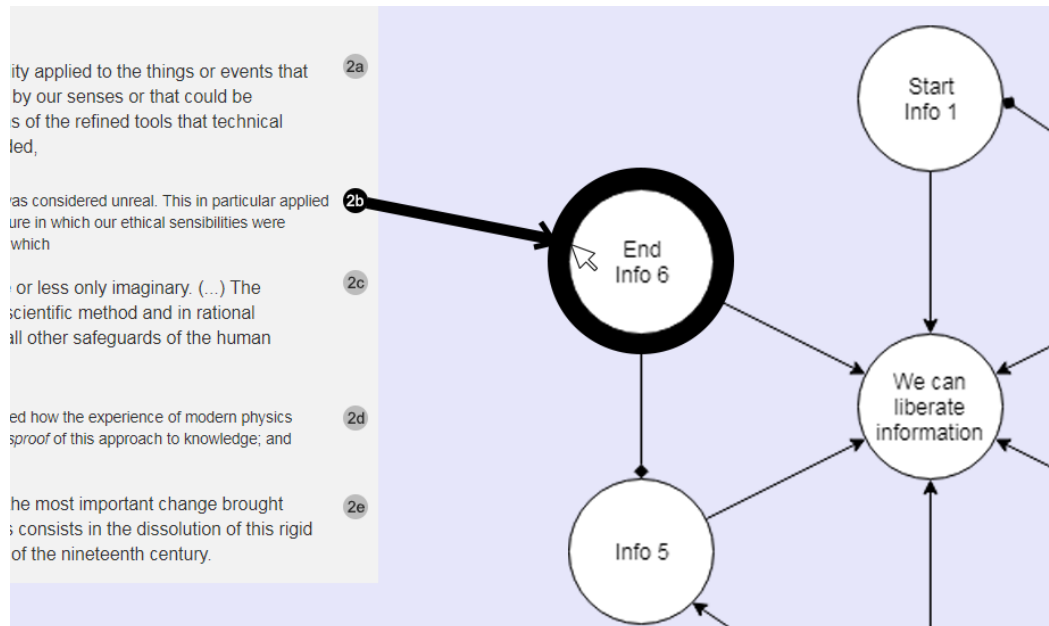 ity applied to the things or events that
2a
by our senses or that could be
s of the refined tools that technical
led,
was considered unreal. This in particular applied
2b
ure in which our ethical sensibilities were
which
or less only imaginary. (...) The
2c
scientific method and in rational
all other safeguards of the human
ed how the experience of modern physics
2d
sproof of this approach to knowledge; and
he most important change brought
2e
s consists in the dissolution of this rigid
of the nineteenth century.
Start
Info 1
End
Info 6
We can
liberate
information
Info 5